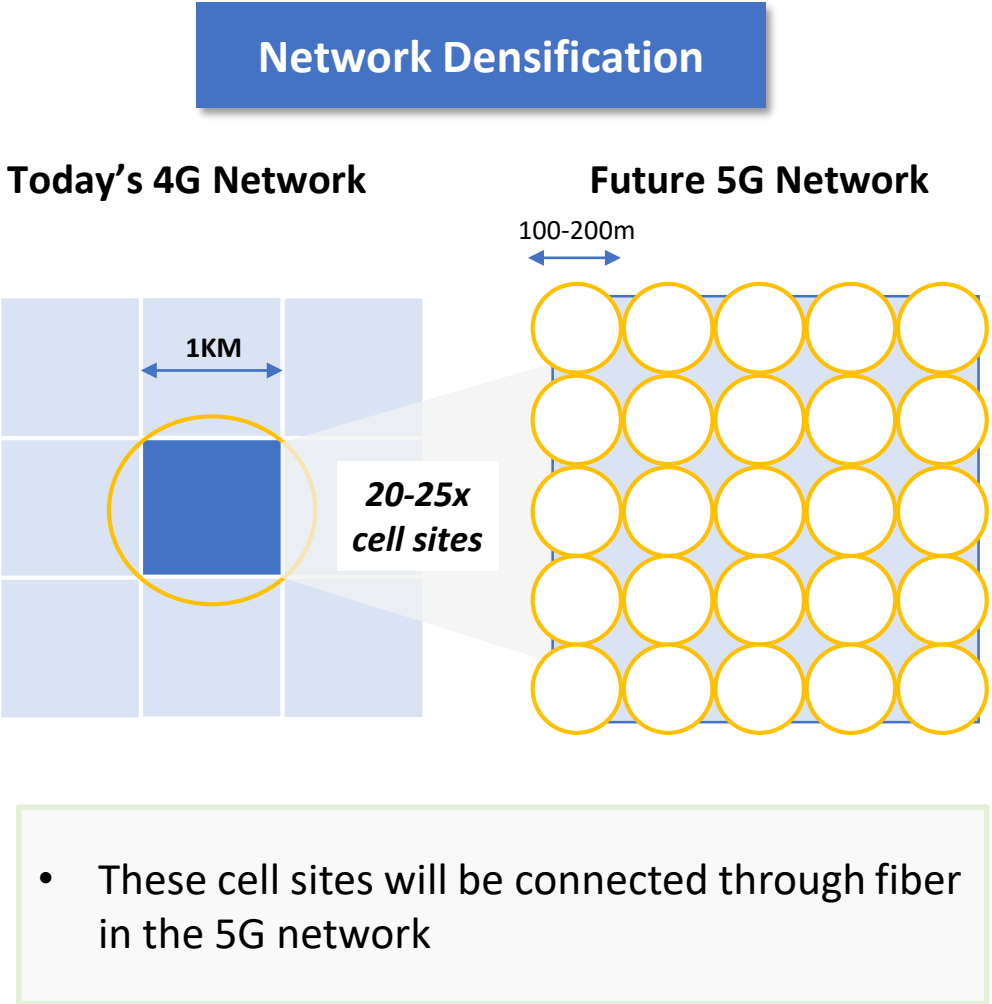 Network Densification
Today’s 4G Network
Future 5G Network
100-200m
1KM
20-25x
cell sites
• These cell sites will be connected through fiber
in the 5G network